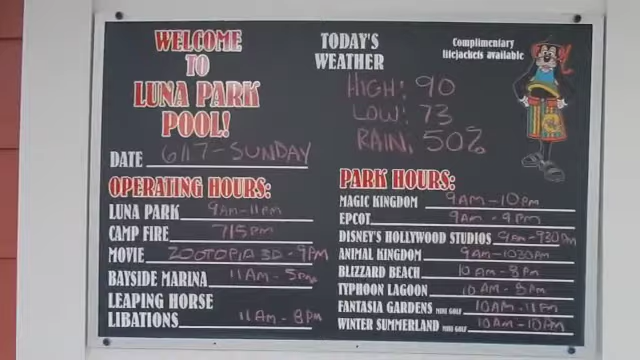 WELCOME
TO
LUNA PARK
POOL!
DATE 6/17-SUNDAY
TODAY'S
WEATHER
HIGH: 90
LOW: 73
RAIN: 50%
Complimentary
lifejackets available
OPERATING HOURS:
LUNA PARK 9AM-11PM
CAMP FIRE 715PM
MOVIE ZOOTOPIA 3D-9PM
BAYSIDE MARINA 11AM-5PM
LEAPING HORSE
LIBATIONS 11AM-8PM
PARK HOURS:
MAGIC KINGDOM 9AM-10PM
EPCOT 9AM-9PM
DISNEY'S HOLLYWOOD STUDIOS 9AM-930PM
ANIMAL KINGDOM 9AM-1030PM
BLIZZARD BEACH 10AM-8PM
TYPHOON LAGOON 10AM-8PM
FANTASIA GARDENS MINI GOLF 10AM-11PM
WINTER SUMMERLAND MINI GOLF 10AM-10PM